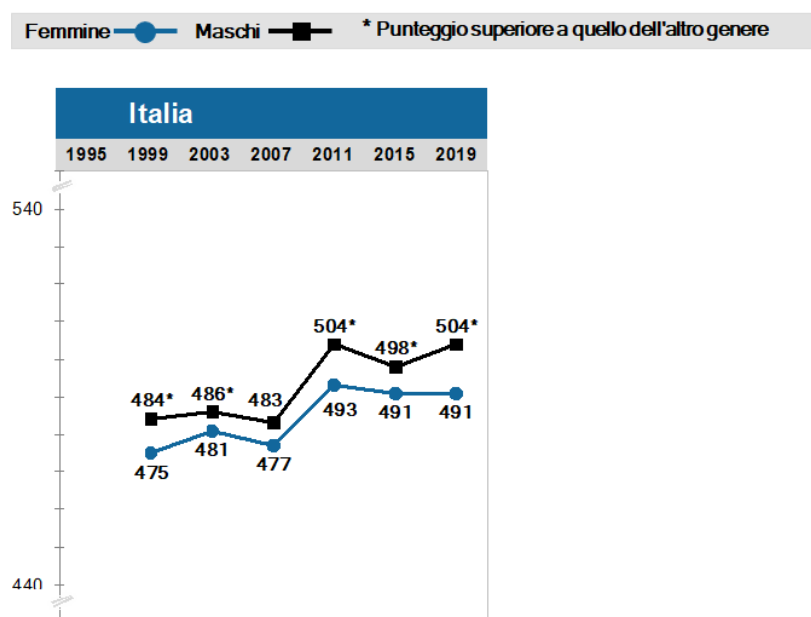 Femmine Maschi * Punteggio superiore a quello dell'altro genere
Italia
1995 1999 2003 2007 2011 2015 2019
540
504* 498* 504*
484* 486* 483
493 491 491
475 481 477
440